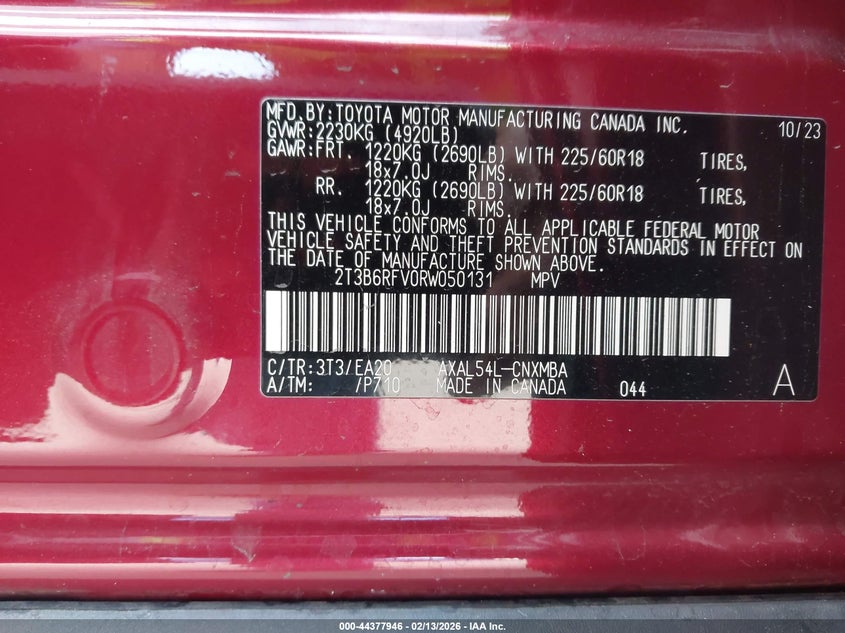 MFD.BY:TOYOTA MOTOR MANUFACTURING CANADA INC. 10/23
GVWR:2230KG (4920LB)
GAWR:FRT. 1220KG (2690LB) WITH 225/60R18 TIRES,
18x7.0J RIMS.
RR. 1220KG (2690LB) WITH 225/60R18 TIRES,
18x7.0J RIMS.
THIS VEHICLE CONFORMS TO ALL APPLICABLE FEDERAL MOTOR
VEHICLE SAFETY AND THEFT PREVENTION STANDARDS IN EFFECT ON
THE DATE OF MANUFACTURE SHOWN ABOVE.
2T3B6RFV0RW050131 MPV
C/TR:3T3/EA20 AXAL54L-CNXMBA
A/TM: /P710 MADE IN CANADA 044 A
000-44377946 - 02/13/2026 - IAA Inc.